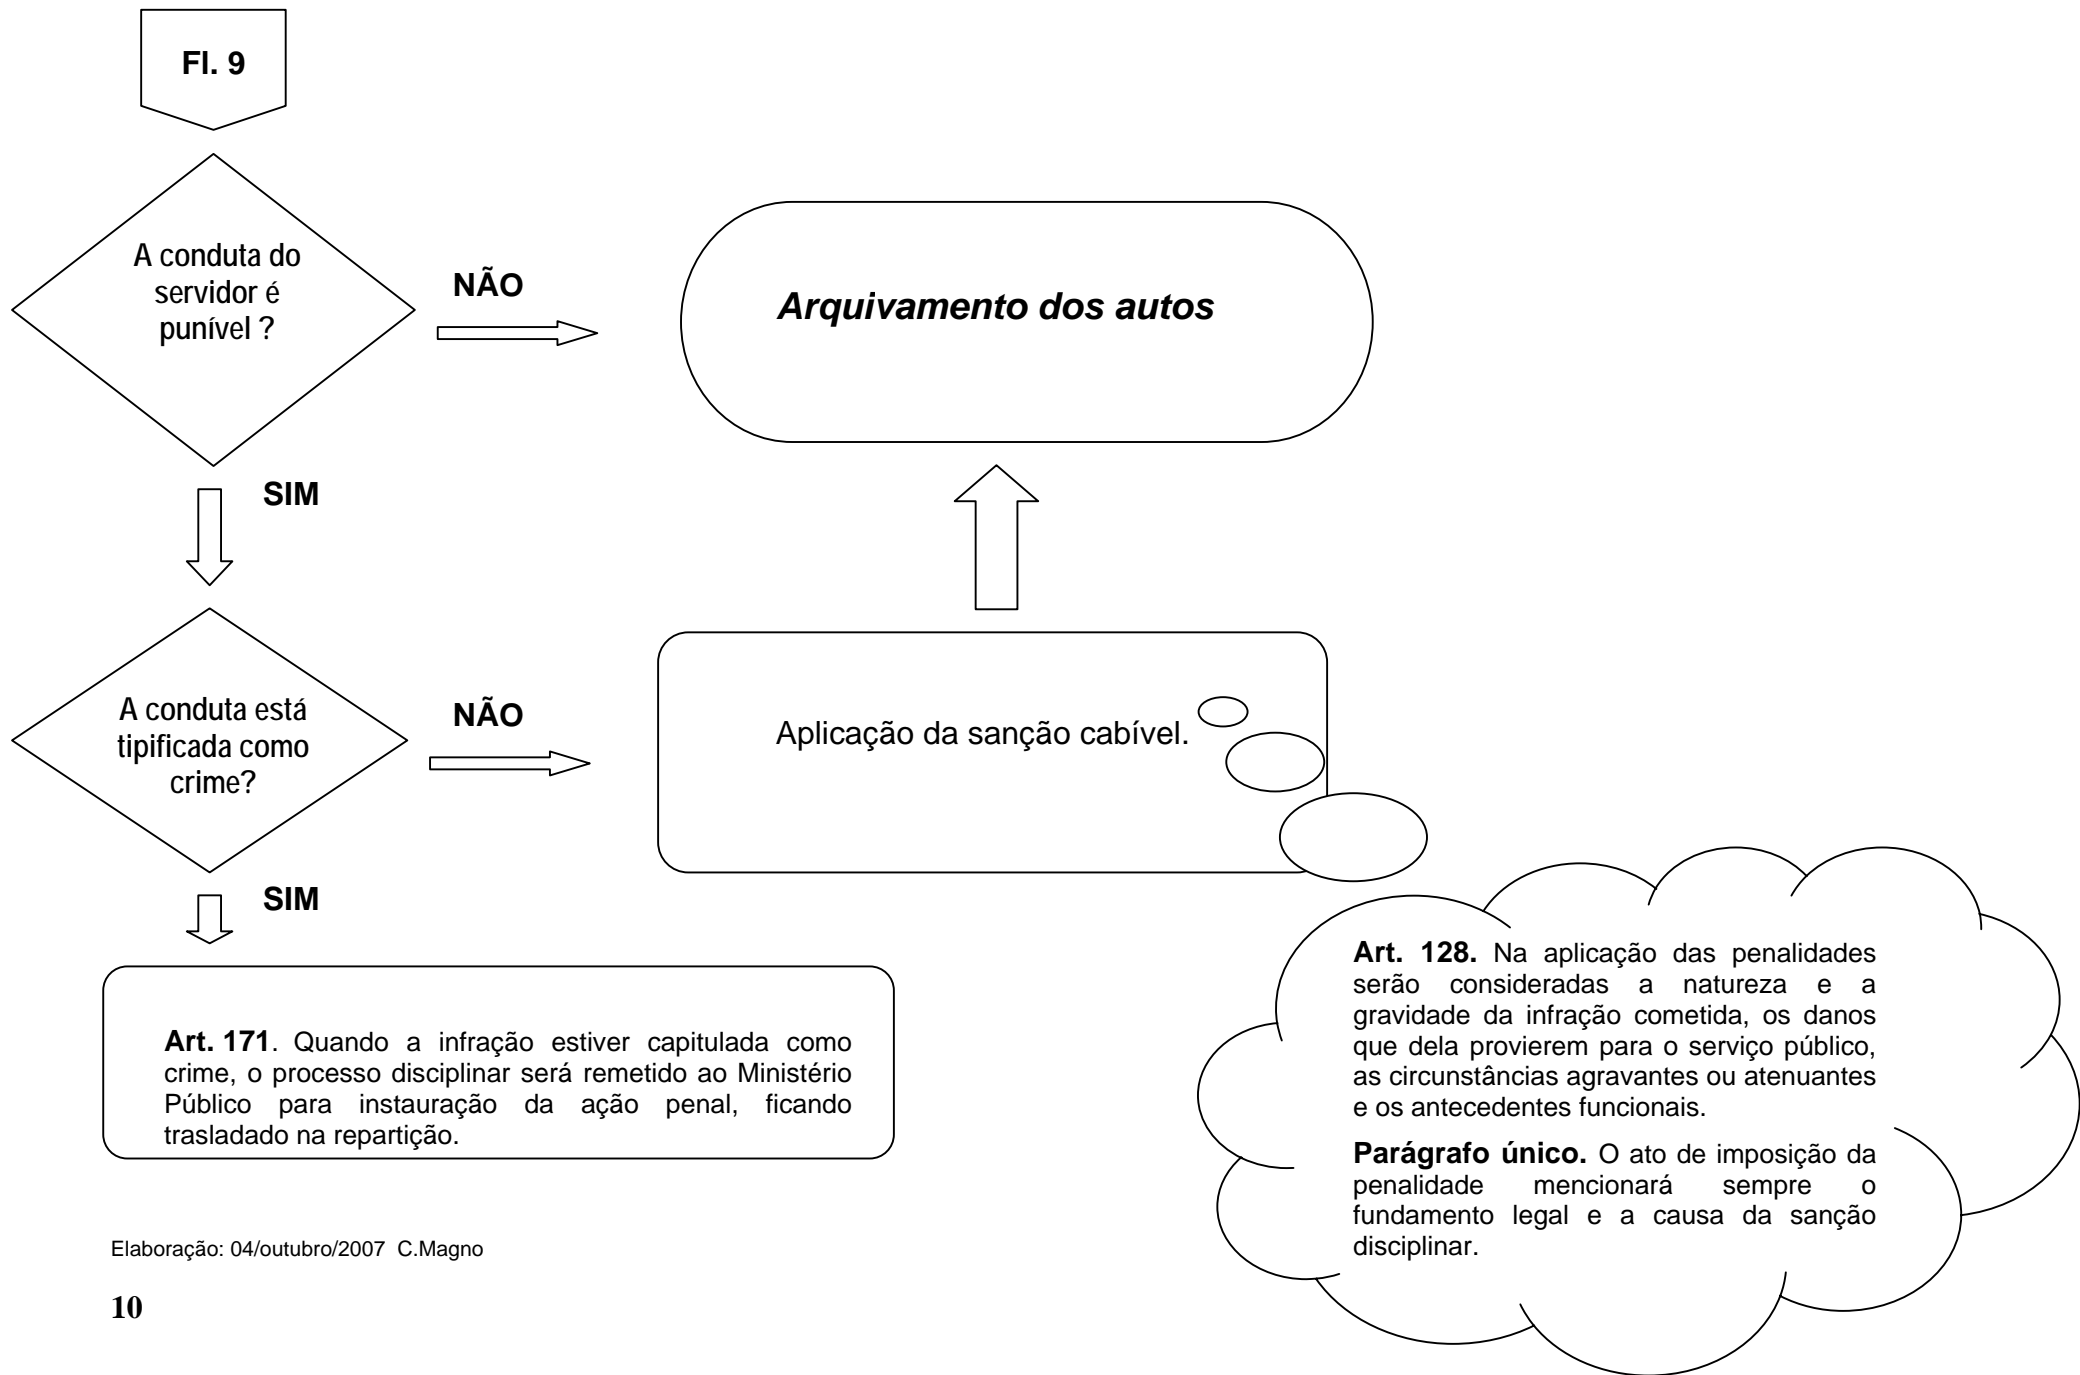 Fl. 9
A conduta do
servidor é
punível ?
NÃO
Arquivamento dos autos
SIM
A conduta está
tipificada como
crime?
NÃO
Aplicação da sanção cabível.
SIM
Art. 171. Quando a infração estiver capitulada como
crime, o processo disciplinar será remetido ao Ministério
Público para instauração da ação penal, ficando
trasladado na repartição.
Art. 128. Na aplicação das penalidades
serão consideradas a natureza e a
gravidade da infração cometida, os danos
que dela provierem para o serviço público,
as circunstâncias agravantes ou atenuantes
e os antecedentes funcionais.
Parágrafo único. O ato de imposição da
penalidade mencionará sempre o
fundamento legal e a causa da sanção
disciplinar.
Elaboração: 04/outubro/2007 C.Magno
10